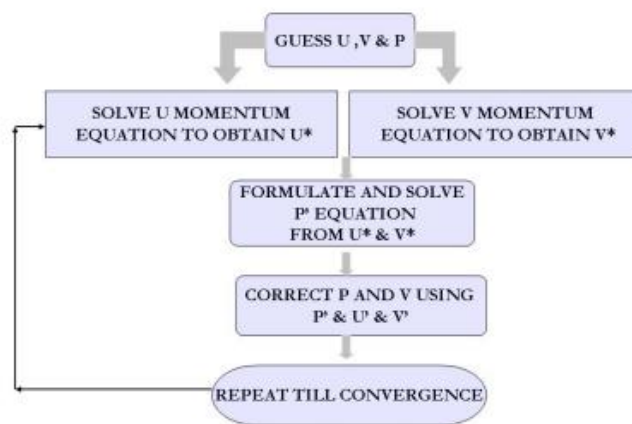 GUESS U ,V & P
SOLVE U MOMENTUM
EQUATION TO OBTAIN U*
SOLVE V MOMENTUM
EQUATION TO OBTAIN V*
FORMULATE AND SOLVE
P' EQUATION
FROM U* & V*
CORRECT P AND V USING
P' & U' & V'
REPEAT TILL CONVERGENCE